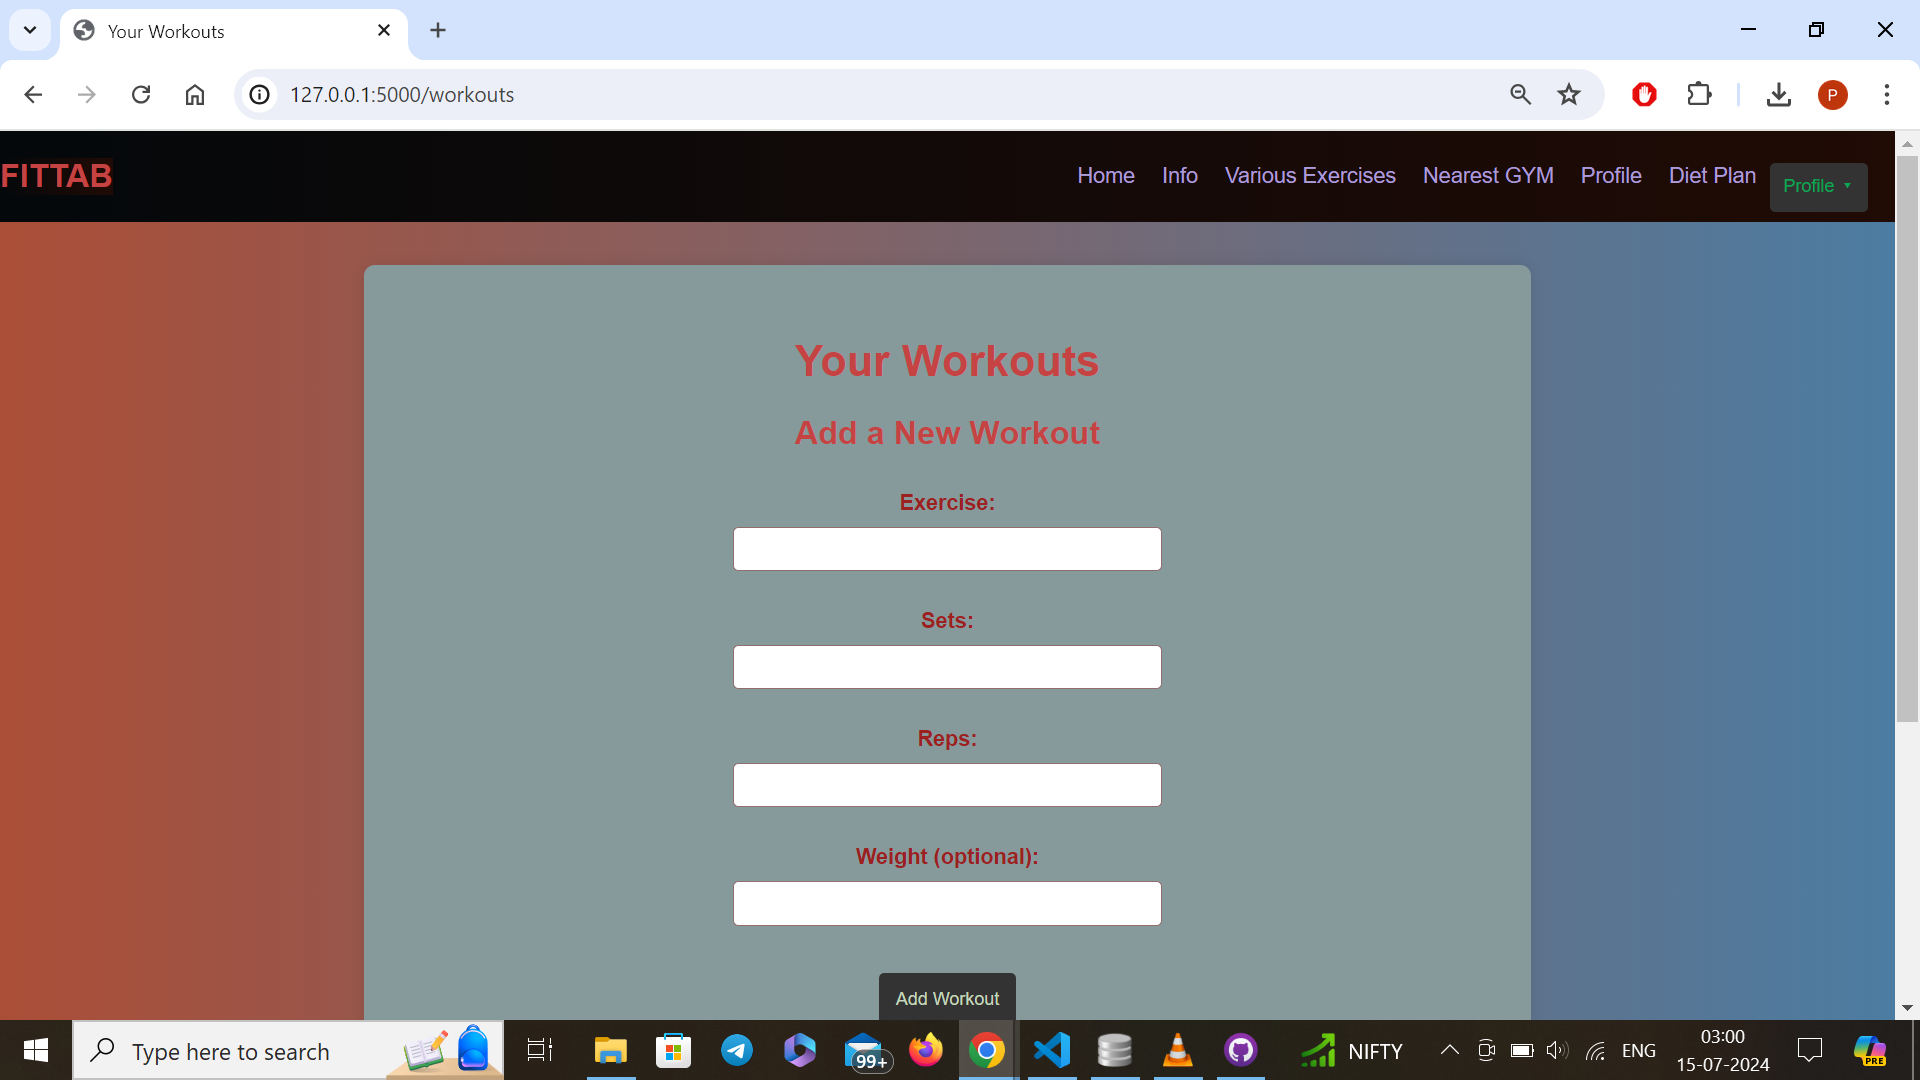 Your Workouts
127.0.0.1:5000/workouts
P
FITTAB
Home Info Various Exercises Nearest GYM Profile Diet Plan Profile
Your Workouts
Add a New Workout
Exercise:
Sets:
Reps:
Weight (optional):
Add Workout
Type here to search
99+
NIFTY
ENG
03:00
15-07-2024
PRE